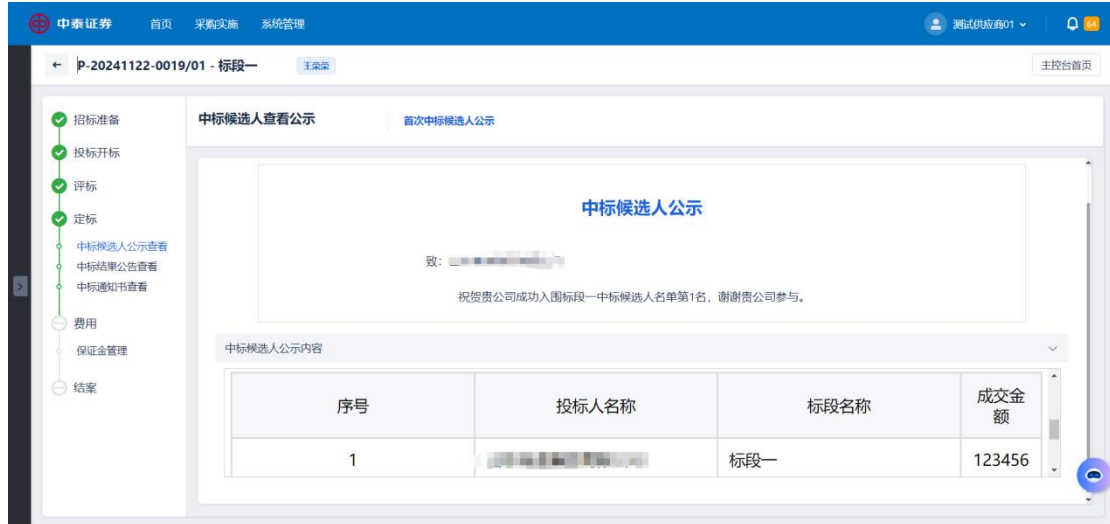 中泰证券 首页 采购实施 系统管理 测试供应商01 64
P-20241122-0019/01 - 标段一 王荣荣 主控台首页
招标准备
投标开标
评标
定标
中标候选人公示查看
中标结果公告查看
中标通知书查看
费用
保证金管理
结案
中标候选人查看公示 首次中标候选人公示
中标候选人公示
致：
祝贺贵公司成功入围标段一中标候选人名单第1名，谢谢贵公司参与。
中标候选人公示内容
序号 投标人名称 标段名称 成交金
额
1 标段一 123456